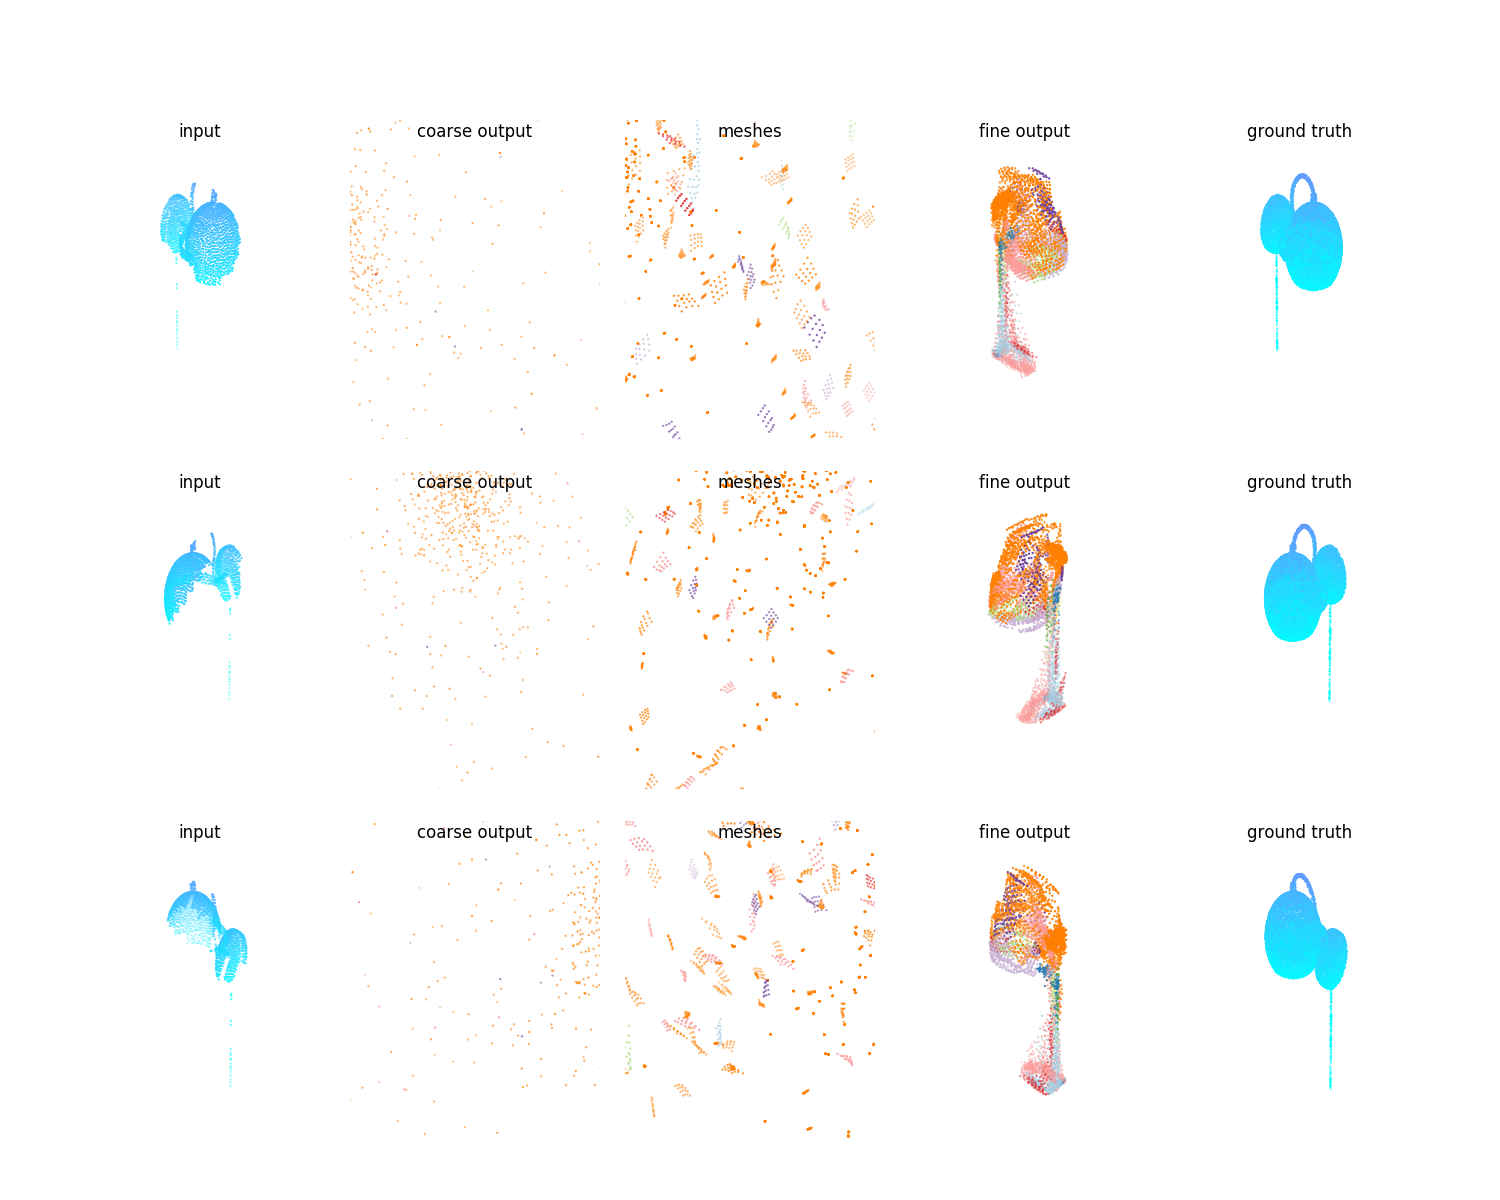 input
coarse output
meshes
fine output
ground truth
input
coarse output
meshes
fine output
ground truth
input
coarse output
meshes
fine output
ground truth